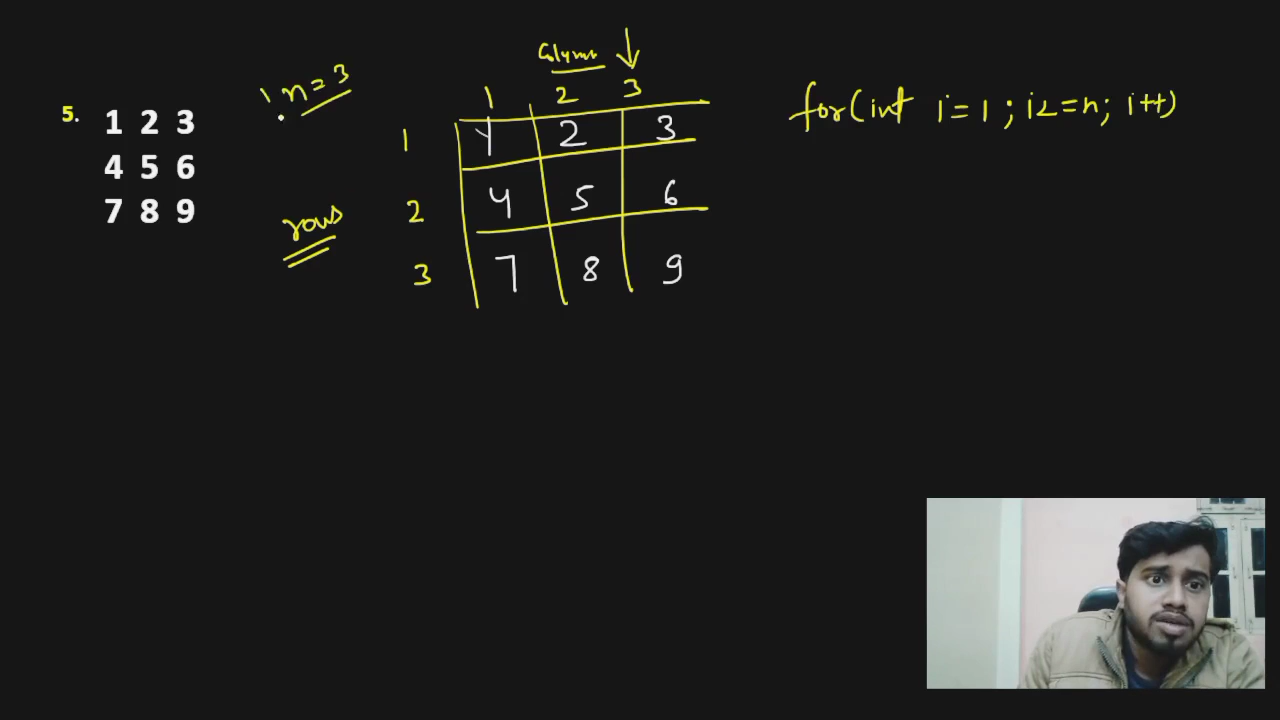 5. 1 2 3
4 5 6
7 8 9
n=3
Column
1 2 3
1 1 2 3
rows
2 4 5 6
3 7 8 9
for(int i=1; i<=n; i++)